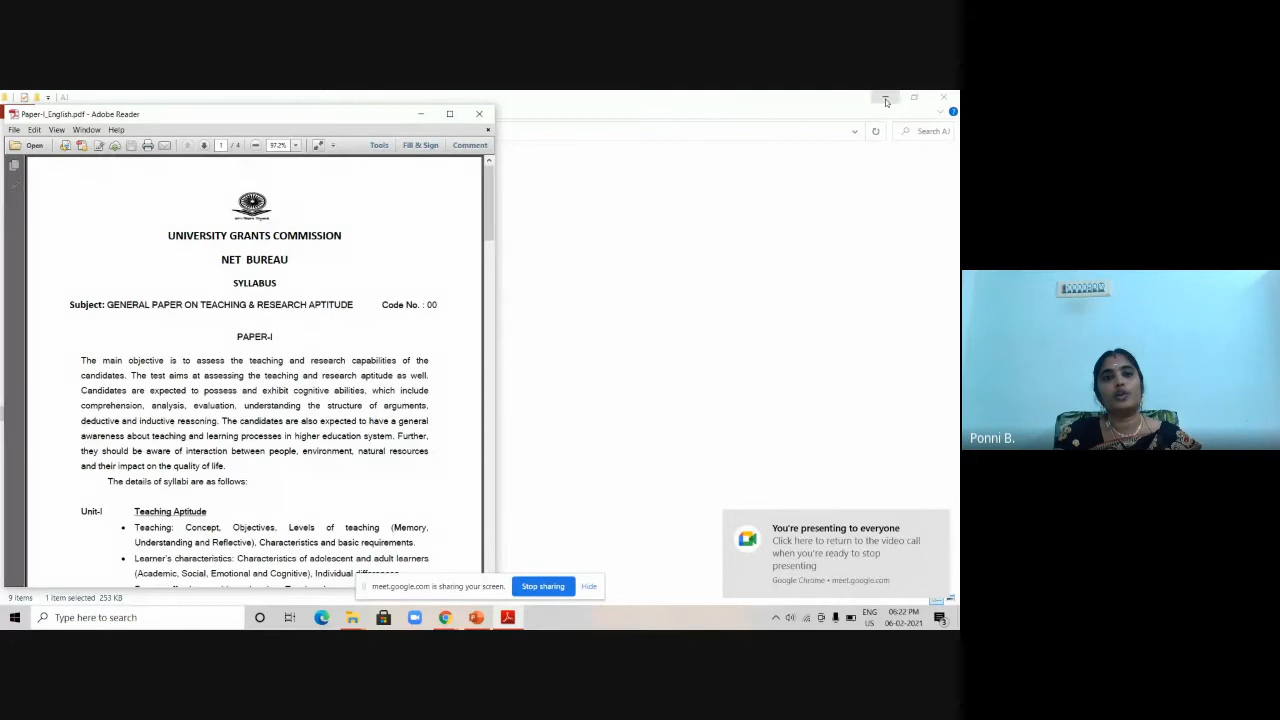 AJ
Paper-I_English.pdf - Adobe Reader
File Edit View Window Help
Open 1 / 4 97.2% Tools Fill & Sign Comment
Search AJ
UNIVERSITY GRANTS COMMISSION
NET BUREAU
SYLLABUS
Subject: GENERAL PAPER ON TEACHING & RESEARCH APTITUDE Code No. : 00
PAPER-I
The main objective is to assess the teaching and research capabilities of the
candidates. The test aims at assessing the teaching and research aptitude as well.
Candidates are expected to possess and exhibit cognitive abilities, which include
comprehension, analysis, evaluation, understanding the structure of arguments,
deductive and inductive reasoning. The candidates are also expected to have a general
awareness about teaching and learning processes in higher education system. Further,
they should be aware of interaction between people, environment, natural resources
and their impact on the quality of life.
The details of syllabi are as follows:
Unit-I Teaching Aptitude
• Teaching: Concept, Objectives, Levels of teaching (Memory,
Understanding and Reflective), Characteristics and basic requirements.
• Learner's characteristics: Characteristics of adolescent and adult learners
(Academic, Social, Emotional and Cognitive), Individual differences.
You're presenting to everyone
Click here to return to the video call
when you're ready to stop
presenting
Google Chrome • meet.google.com
meet.google.com is sharing your screen. Stop sharing Hide
9 items 1 item selected 253 KB
Type here to search
ENG
US
06:22 PM
06-02-2021
3
Ponni B.